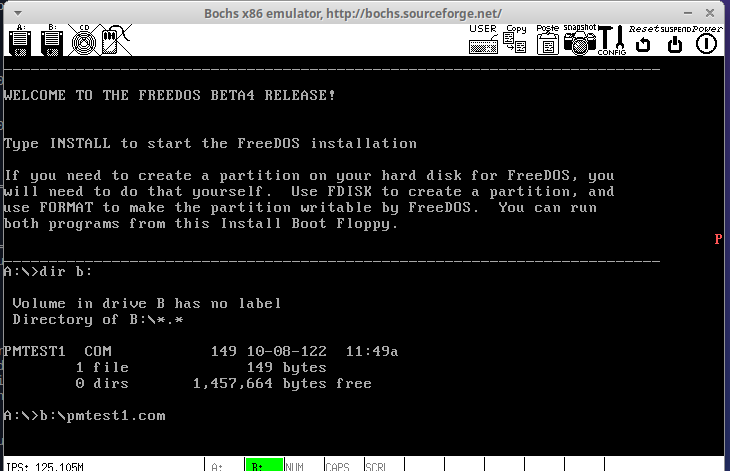 Bochs x86 emulator, http://bochs.sourceforge.net/
A: B: CD USER Copy Paste snapshot CONFIG Reset SUSPEND Power
WELCOME TO THE FREEDOS BETA4 RELEASE!
Type INSTALL to start the FreeDOS installation
If you need to create a partition on your hard disk for FreeDOS, you
will need to do that yourself.  Use FDISK to create a partition, and
use FORMAT to make the partition writable by FreeDOS.  You can run
both programs from this Install Boot Floppy.
P
A:\>dir b:
Volume in drive B has no label
Directory of B:\*.*
PMTEST1  COM           149 10-08-122  11:49a
1 file              149 bytes
0 dirs       1,457,664 bytes free
A:\>b:\pmtest1.com
IPS: 125.105M A: B: NUM CAPS SCRL